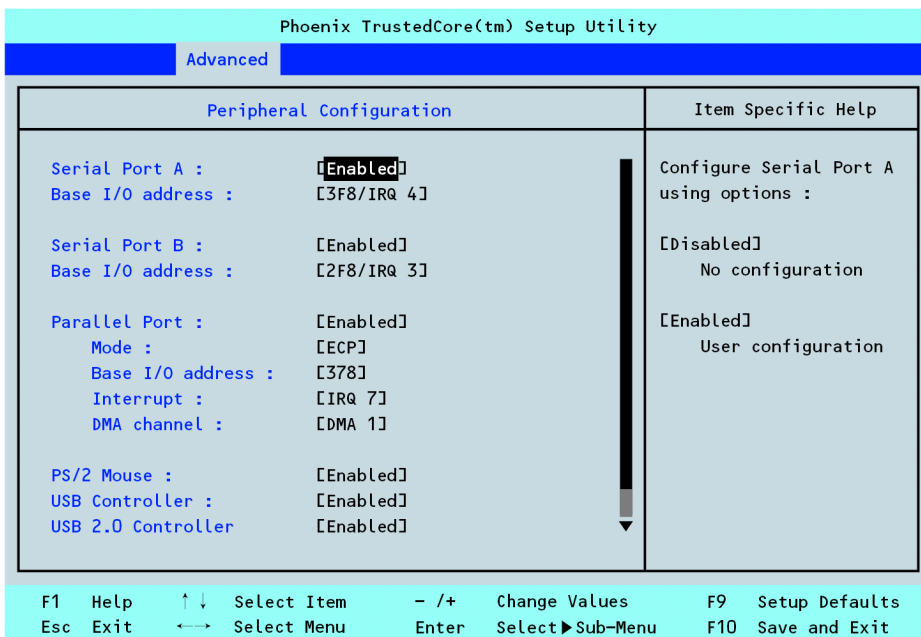 Phoenix TrustedCore(tm) Setup Utility
Advanced
Peripheral Configuration
Item Specific Help
Serial Port A : [Enabled]
Base I/O address : [3F8/IRQ 4]
Serial Port B : [Enabled]
Base I/O address : [2F8/IRQ 3]
Parallel Port : [Enabled]
Mode : [ECP]
Base I/O address : [378]
Interrupt : [IRQ 7]
DMA channel : [DMA 1]
PS/2 Mouse : [Enabled]
USB Controller : [Enabled]
USB 2.0 Controller [Enabled]
Configure Serial Port A
using options :
[Disabled]
No configuration
[Enabled]
User configuration
F1 Help ↑ ↓ Select Item - /+ Change Values F9 Setup Defaults
Esc Exit ←→ Select Menu Enter Select ▶ Sub-Menu F10 Save and Exit